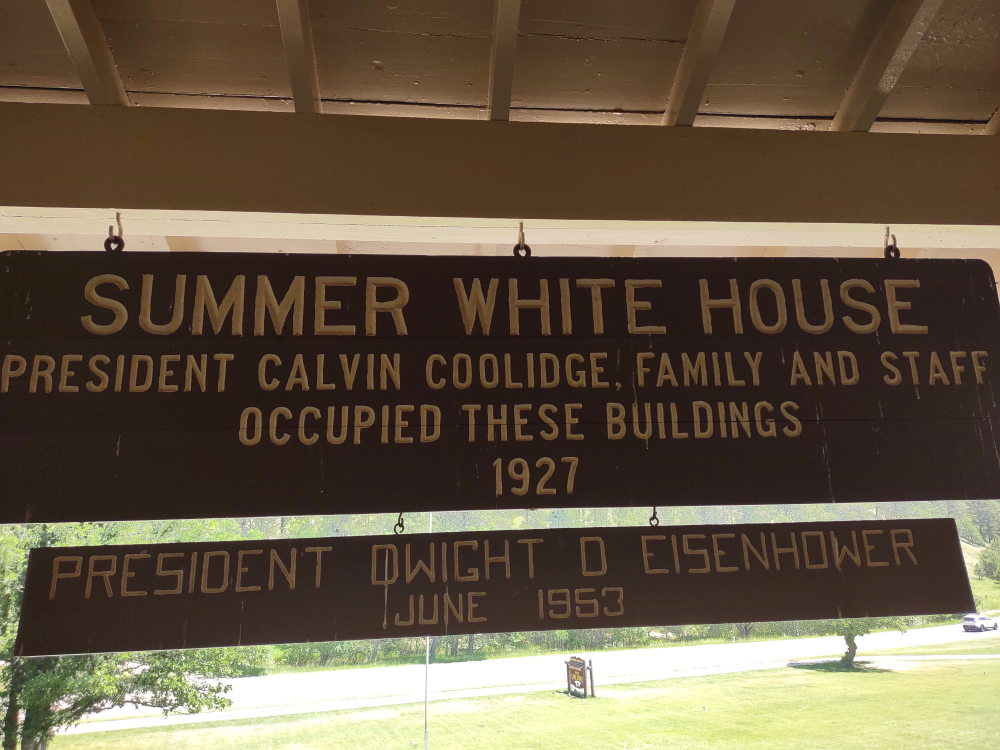 SUMMER WHITE HOUSE
PRESIDENT CALVIN COOLIDGE, FAMILY AND STAFF
OCCUPIED THESE BUILDINGS
1927
PRESIDENT DWIGHT D EISENHOWER
JUNE 1953